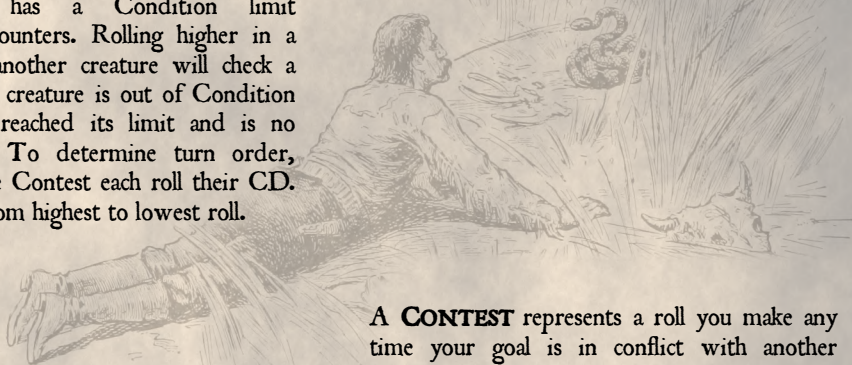 has a Condition limit
ounters. Rolling higher in a
another creature will check a
creature is out of Condition
reached its limit and is no
To determine turn order,
Contest each roll their CD.
om highest to lowest roll.
A CONTEST represents a roll you make any
time your goal is in conflict with another